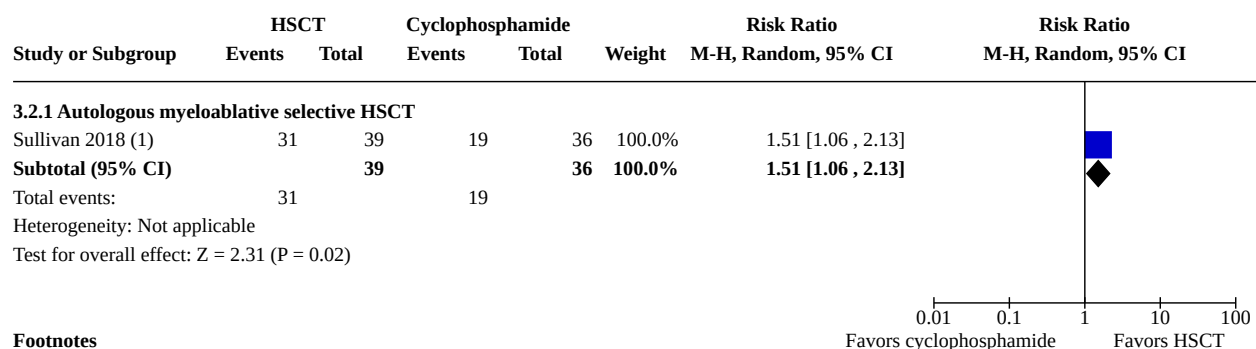 HSCT Cyclophosphamide Risk Ratio Risk Ratio
Study or Subgroup Events Total Events Total Weight M-H, Random, 95% CI M-H, Random, 95% CI
3.2.1 Autologous myeloablative selective HSCT
Sullivan 2018 (1) 31 39 19 36 100.0% 1.51 [1.06 , 2.13]
Subtotal (95% CI) 39 36 100.0% 1.51 [1.06 , 2.13]
Total events: 31 19
Heterogeneity: Not applicable
Test for overall effect: Z = 2.31 (P = 0.02)
0.01 0.1 1 10 100
Footnotes Favors cyclophosphamide Favors HSCT